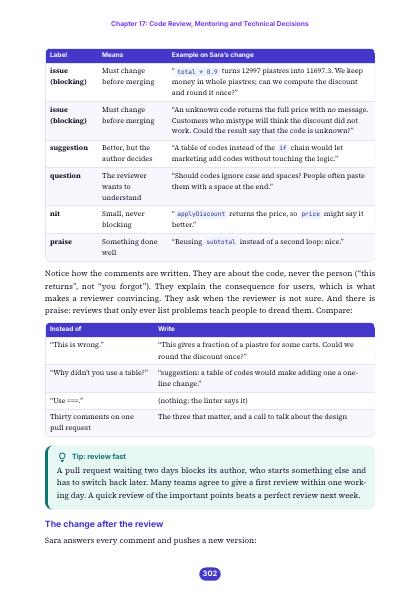 Chapter 17: Code Review, Mentoring and Technical Decisions
Label Means Example on Sara's change
issue (blocking) Must change before merging "total * 0.9 turns 12997 piastres into 11697.3. We keep money in whole piastres; can we compute the discount and round it once?"
issue (blocking) Must change before merging "An unknown code returns the full price with no message. Customers who mistype will think the discount did not work. Could the result say that the code is unknown?"
suggestion Better, but the author decides "A table of codes instead of the if chain would let marketing add codes without touching the logic."
question The reviewer wants to understand "Should codes ignore case and spaces? People often paste them with a space at the end."
nit Small, never blocking "applyDiscount returns the price, so price might say it better."
praise Something done well "Reusing subtotal instead of a second loop: nice."
Notice how the comments are written. They are about the code, never the person ("this
returns", not "you forgot"). They explain the consequence for users, which is what
makes a reviewer convincing. They ask when the reviewer is not sure. And there is
praise: reviews that only ever list problems teach people to dread them. Compare:
Instead of Write
"This is wrong." "This gives a fraction of a piastre for some carts. Could we round the discount once?"
"Why didn't you use a table?" "suggestion: a table of codes would make adding one a one-line change."
"Use ===." (nothing: the linter says it)
Thirty comments on one pull request The three that matter, and a call to talk about the design
Tip: review fast
A pull request waiting two days blocks its author, who starts something else and
has to switch back later. Many teams agree to give a first review within one work-
ing day. A quick review of the important points beats a perfect review next week.
The change after the review
Sara answers every comment and pushes a new version:
302